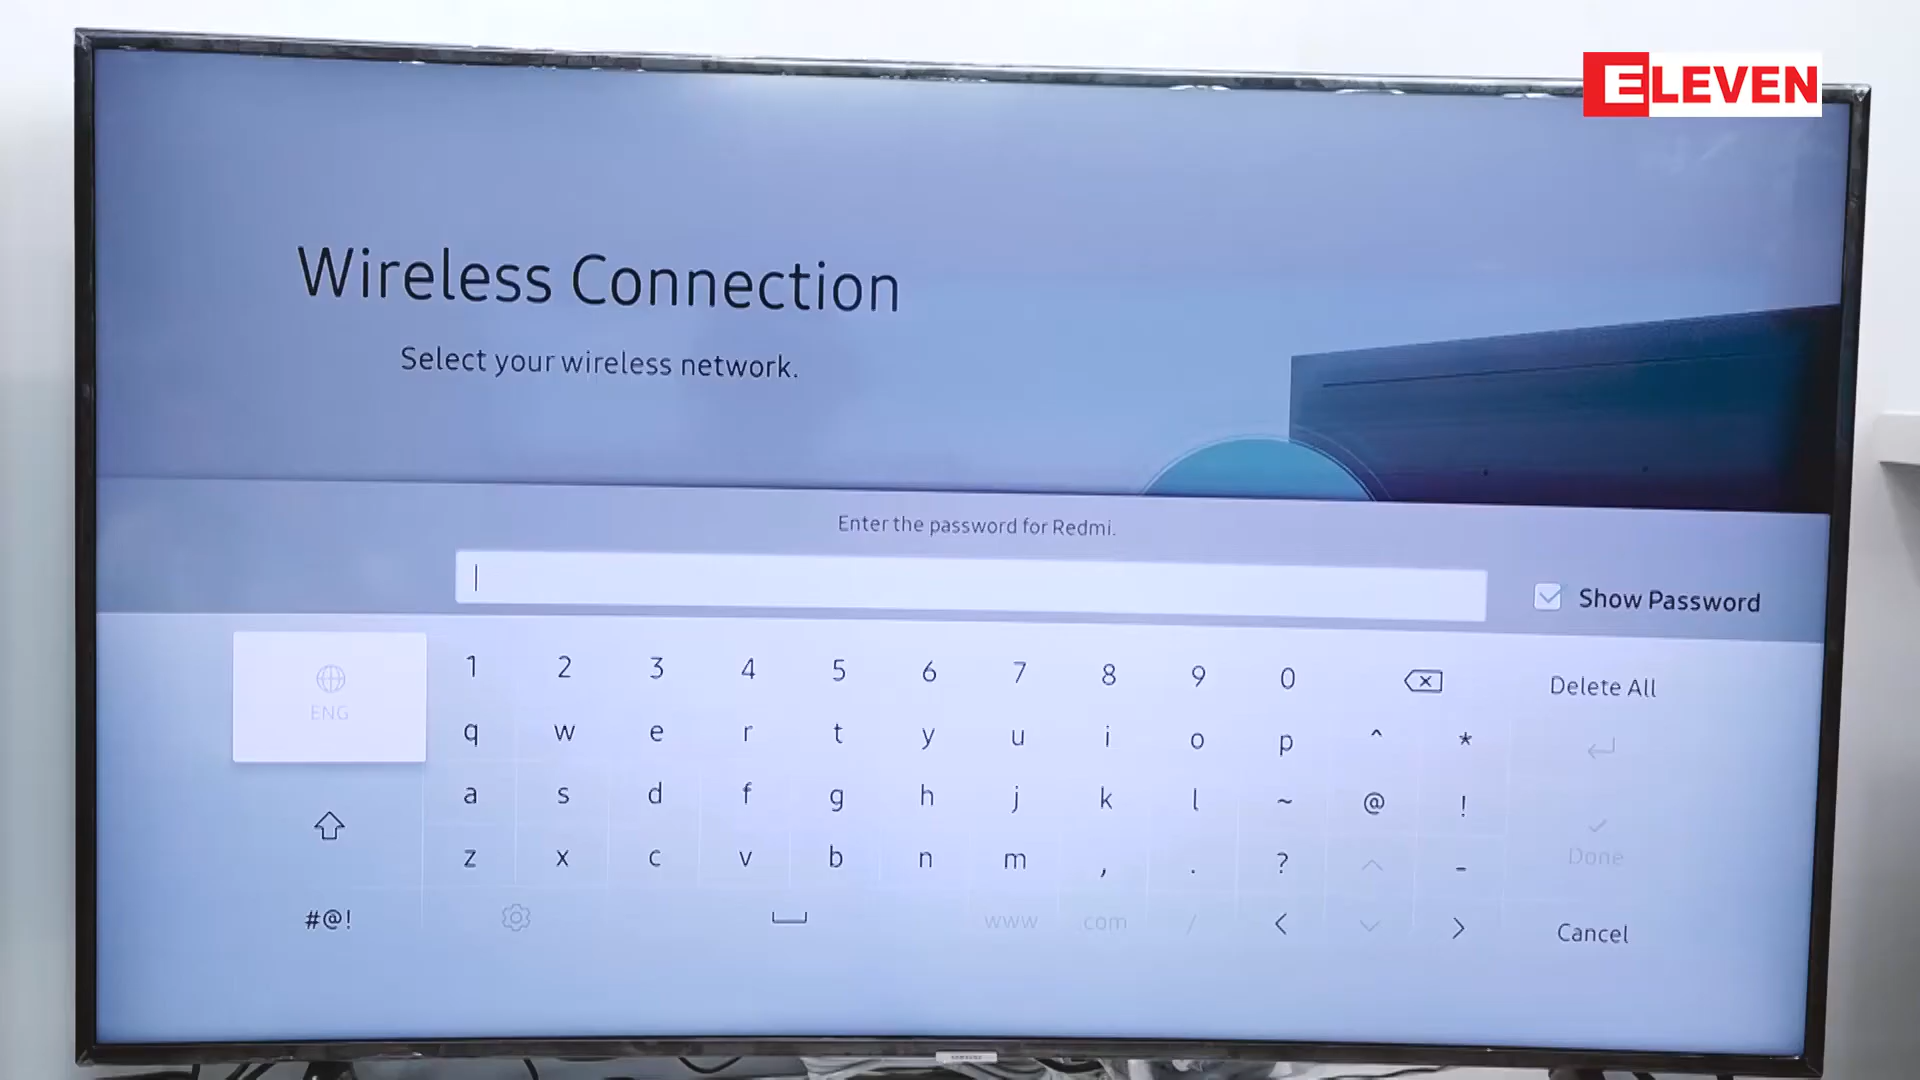 ELEVEN
Wireless Connection
Select your wireless network.
Enter the password for Redmi.
Show Password
1 2 3 4 5 6 7 8 9 0 Delete All
ENG
q w e r t y u i o p ^ *
a s d f g h j k l ~ @ !
z x c v b n m , . ? -
Done
#@! www com / < >
Cancel
SAMSUNG